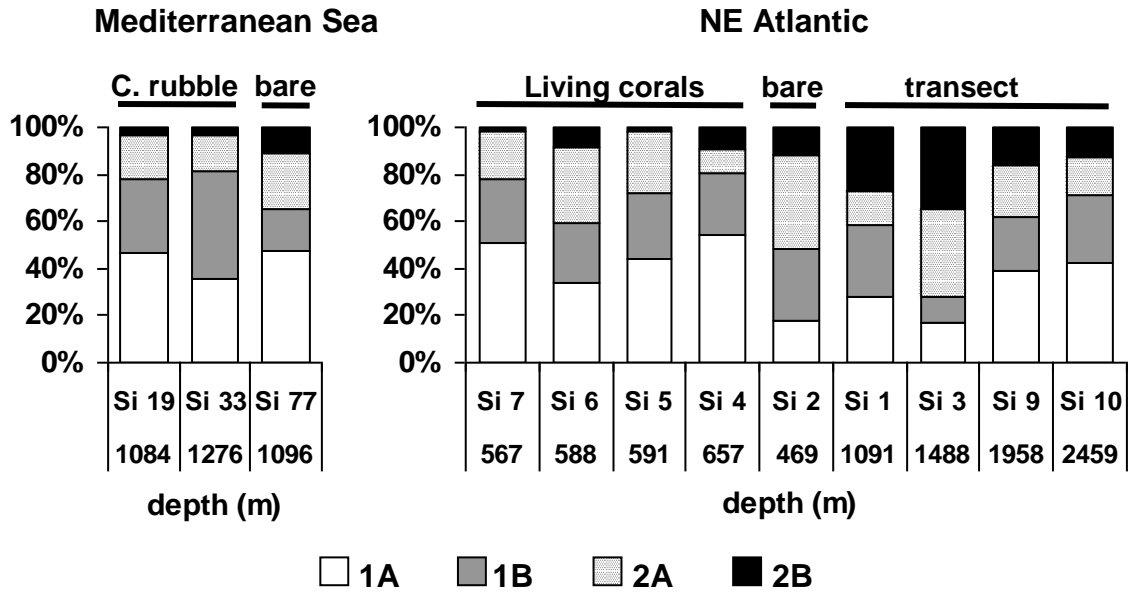 Mediterranean Sea NE Atlantic
C. rubble bare Living corals bare transect
100% 100%
80% 80%
60% 60%
40% 40%
20% 20%
0% 0%
Si 19 Si 33 Si 77 Si 7 Si 6 Si 5 Si 4 Si 2 Si 1 Si 3 Si 9 Si 10
1084 1276 1096 567 588 591 657 469 1091 1488 1958 2459
depth (m) depth (m)
1A 1B 2A 2B